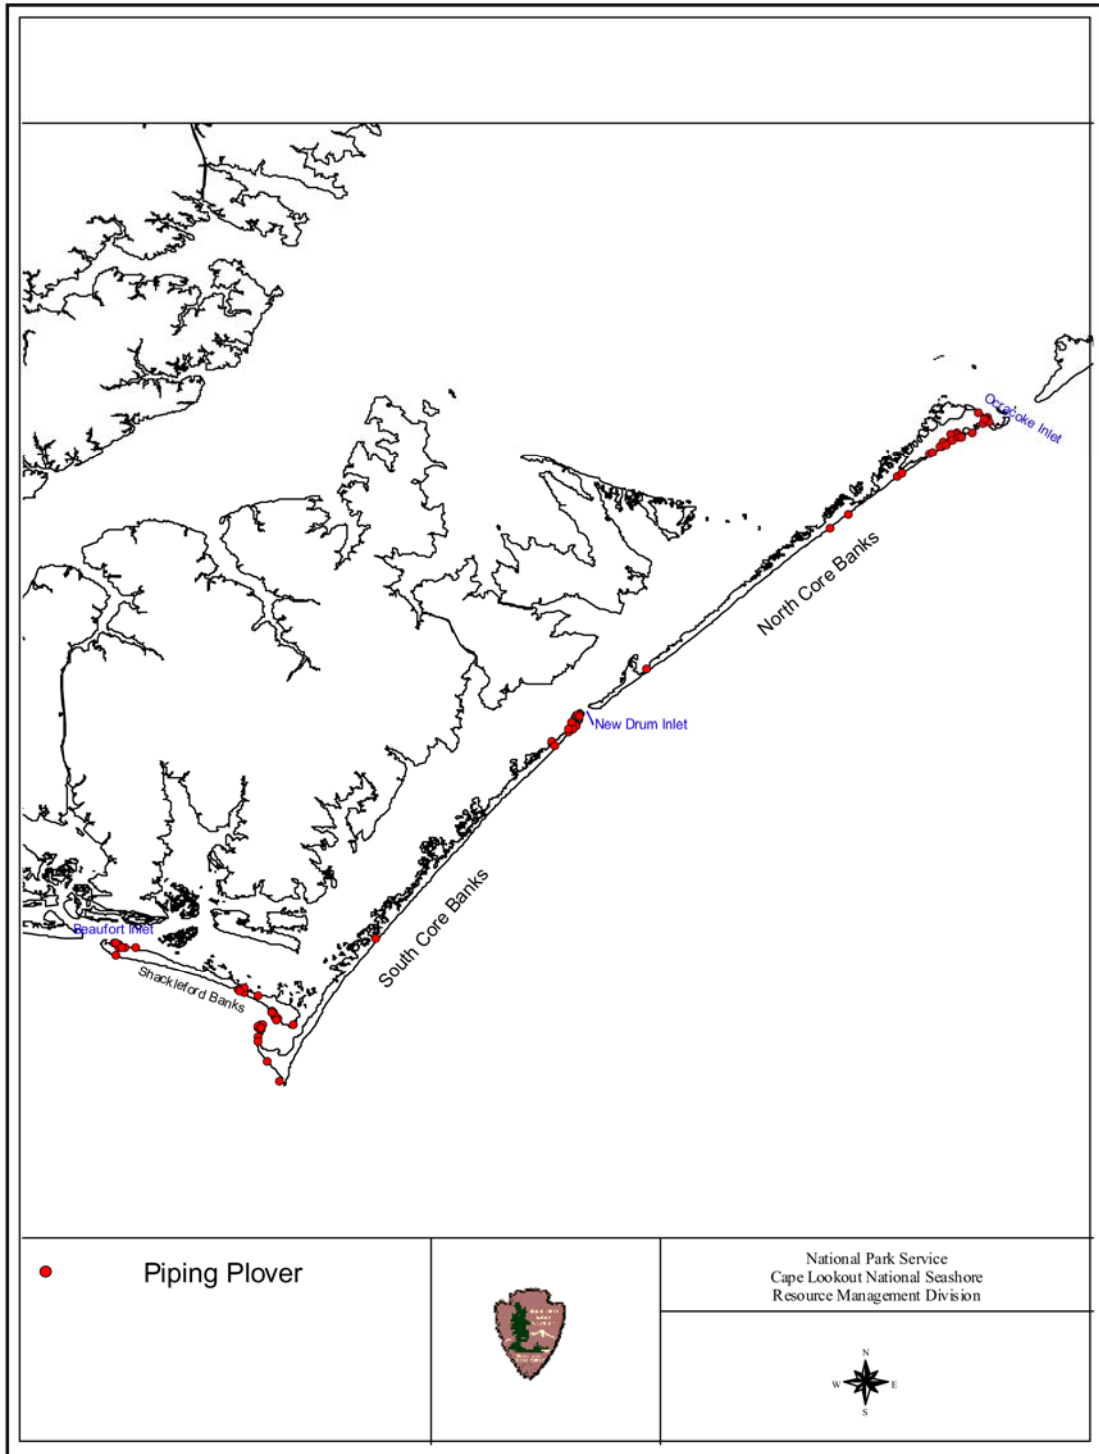 Ocracoke Inlet
North Core Banks
New Drum Inlet
South Core Banks
Beaufort Inlet
Shackleford Banks
Piping Plover
National Park Service
Cape Lookout National Seashore
Resource Management Division
N
W E
S